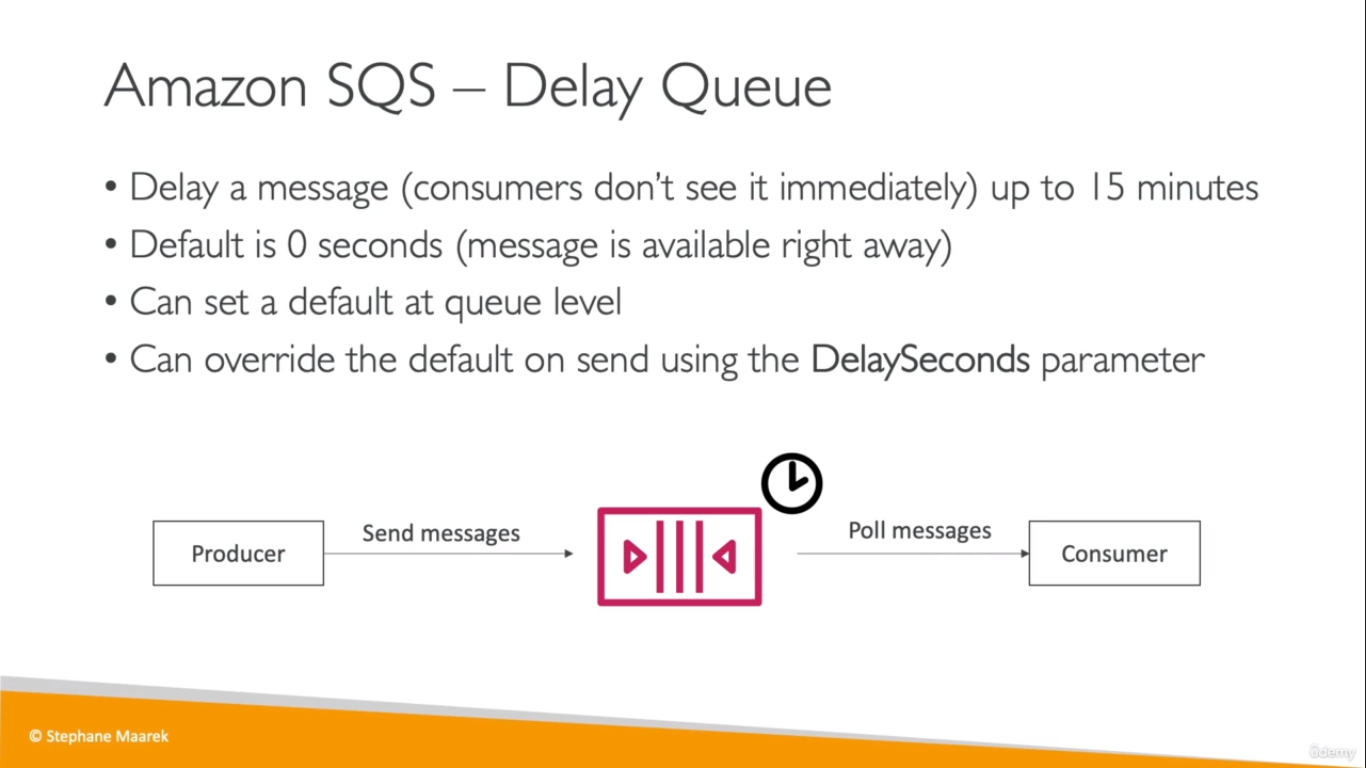 Amazon SQS – Delay Queue
• Delay a message (consumers don't see it immediately) up to 15 minutes
• Default is 0 seconds (message is available right away)
• Can set a default at queue level
• Can override the default on send using the DelaySeconds parameter
Producer
Send messages
Poll messages
Consumer
© Stephane Maarek
ûdemy